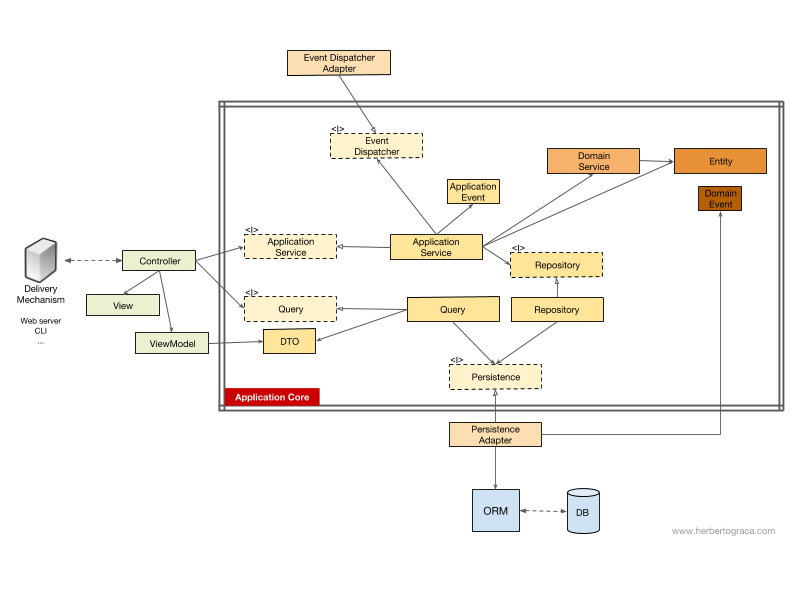 Event Dispatcher
Adapter
<I>
Event
Dispatcher
Domain
Service
Entity
Application
Event
Domain
Event
<I>
Application
Service
Application
Service
<I>
Repository
Controller
Delivery
Mechanism
Web server
CLI
...
View
<I>
Query
Query
Repository
ViewModel
DTO
<I>
Persistence
Application Core
Persistence
Adapter
ORM
DB
www.herbertograca.com